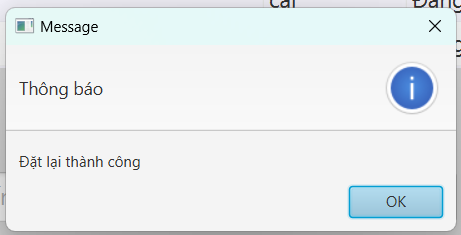 Message
Thông báo
Đặt lại thành công
OK